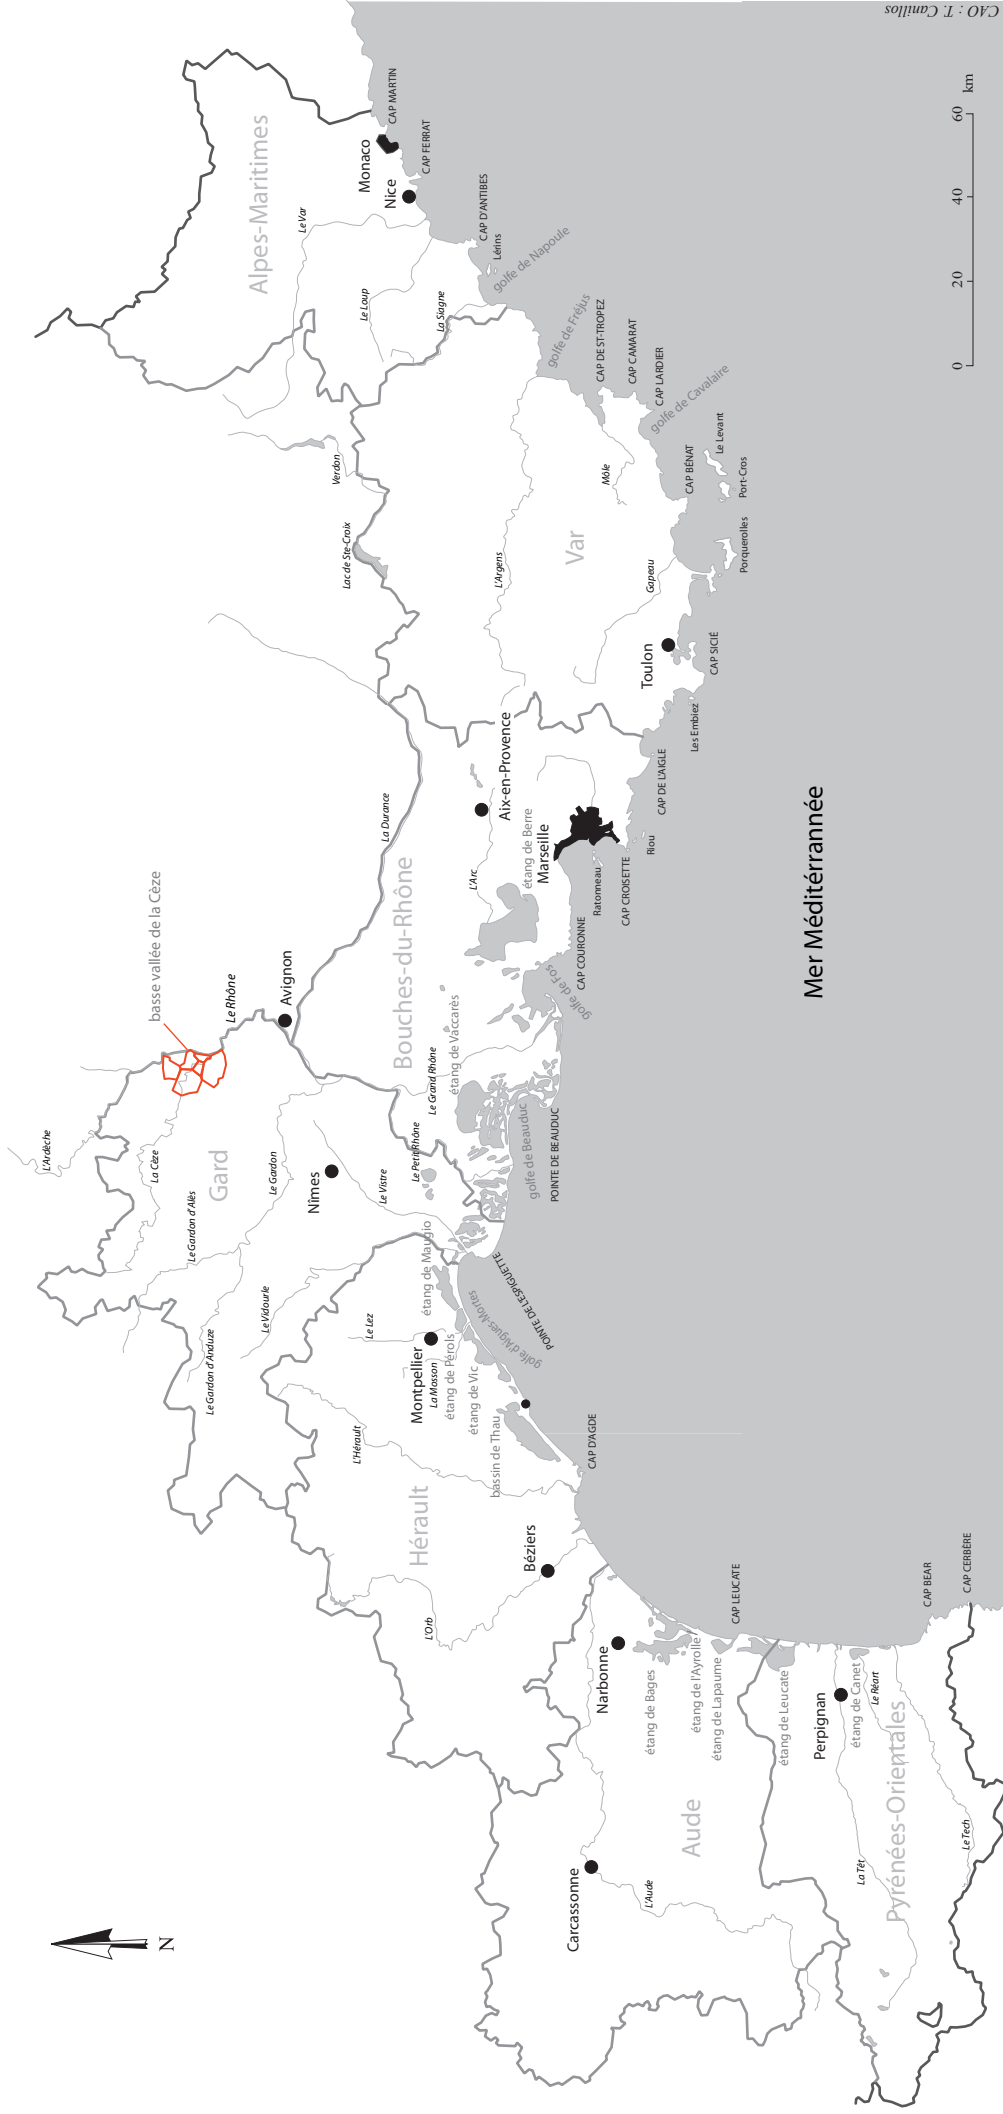 N
L'Ardèche
basse vallée de la Cèze
La Cèze
Le Rhône
Gard
Le Gardon d'Alès
Le Gardon
Avignon
Nîmes
Le Gardon d'Anduze
Le Vidourle
Le Vistre
Le Petit Rhône
Le Grand Rhône
étang de Vaccarès
Bouches-du-Rhône
La Durance
Verdon
Lac de Ste-Croix
Alpes-Maritimes
Le Var
Le Loup
La Siagne
Monaco
Nice
CAP MARTIN
CAP FERRAT
CAP D'ANTIBES
Lérins
golfe de Napoule
golfe de Fréjus
CAP DE ST-TROPEZ
CAP CAMARAT
CAP LARDIER
golfe de Cavalaire
CAP BÉNAT
Le Levant
Port-Cros
Porquerolles
Var
L'Argens
Môle
Gapeau
Toulon
CAP SICIÉ
Les Embiez
CAP DE L'AIGLE
Aix-en-Provence
L'Arc
étang de Berre
Marseille
Ratonneau
Riou
CAP CROISETTE
CAP COURONNE
golfe de Fos
golfe de Beauduc
POINTE DE BEAUDUC
POINTE DE L'ESPIGUETTE
golfe d'Aigues-Mortes
étang de Maugio
Le Lez
Montpellier
La Mosson
étang de Pérols
étang de Vic
bassin de Thau
CAP D'AGDE
L'Hérault
Hérault
L'Orb
Béziers
Narbonne
étang de Bages
étang de l'Ayrolle
étang de Lapaume
CAP LEUCATE
étang de Leucate
Carcassonne
L'Aude
Aude
Perpignan
étang de Canet
Le Réart
La Têt
Pyrénées-Orientales
Le Tech
CAP BEAR
CAP CERBÈRE
Mer Méditérrannée
0 20 40 60 km
CAO : T. Canillos